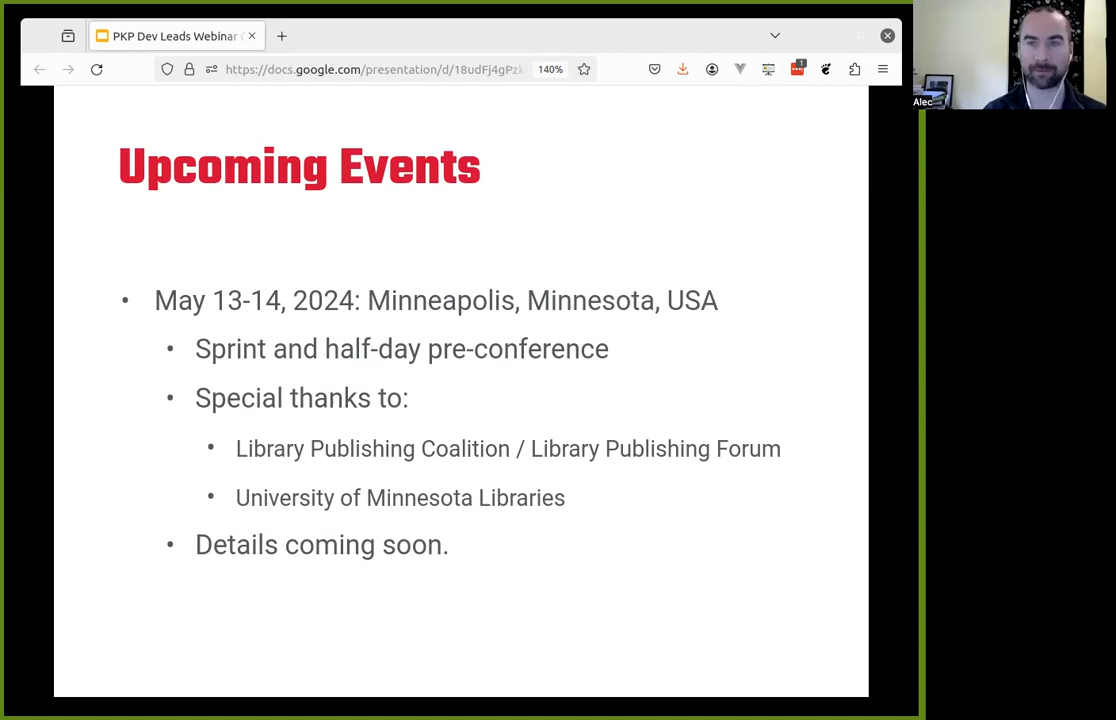 PKP Dev Leads Webinar
https://docs.google.com/presentation/d/18udFj4gPzk
140%
1
Alec
Upcoming Events
• May 13-14, 2024: Minneapolis, Minnesota, USA
• Sprint and half-day pre-conference
• Special thanks to:
• Library Publishing Coalition / Library Publishing Forum
• University of Minnesota Libraries
• Details coming soon.